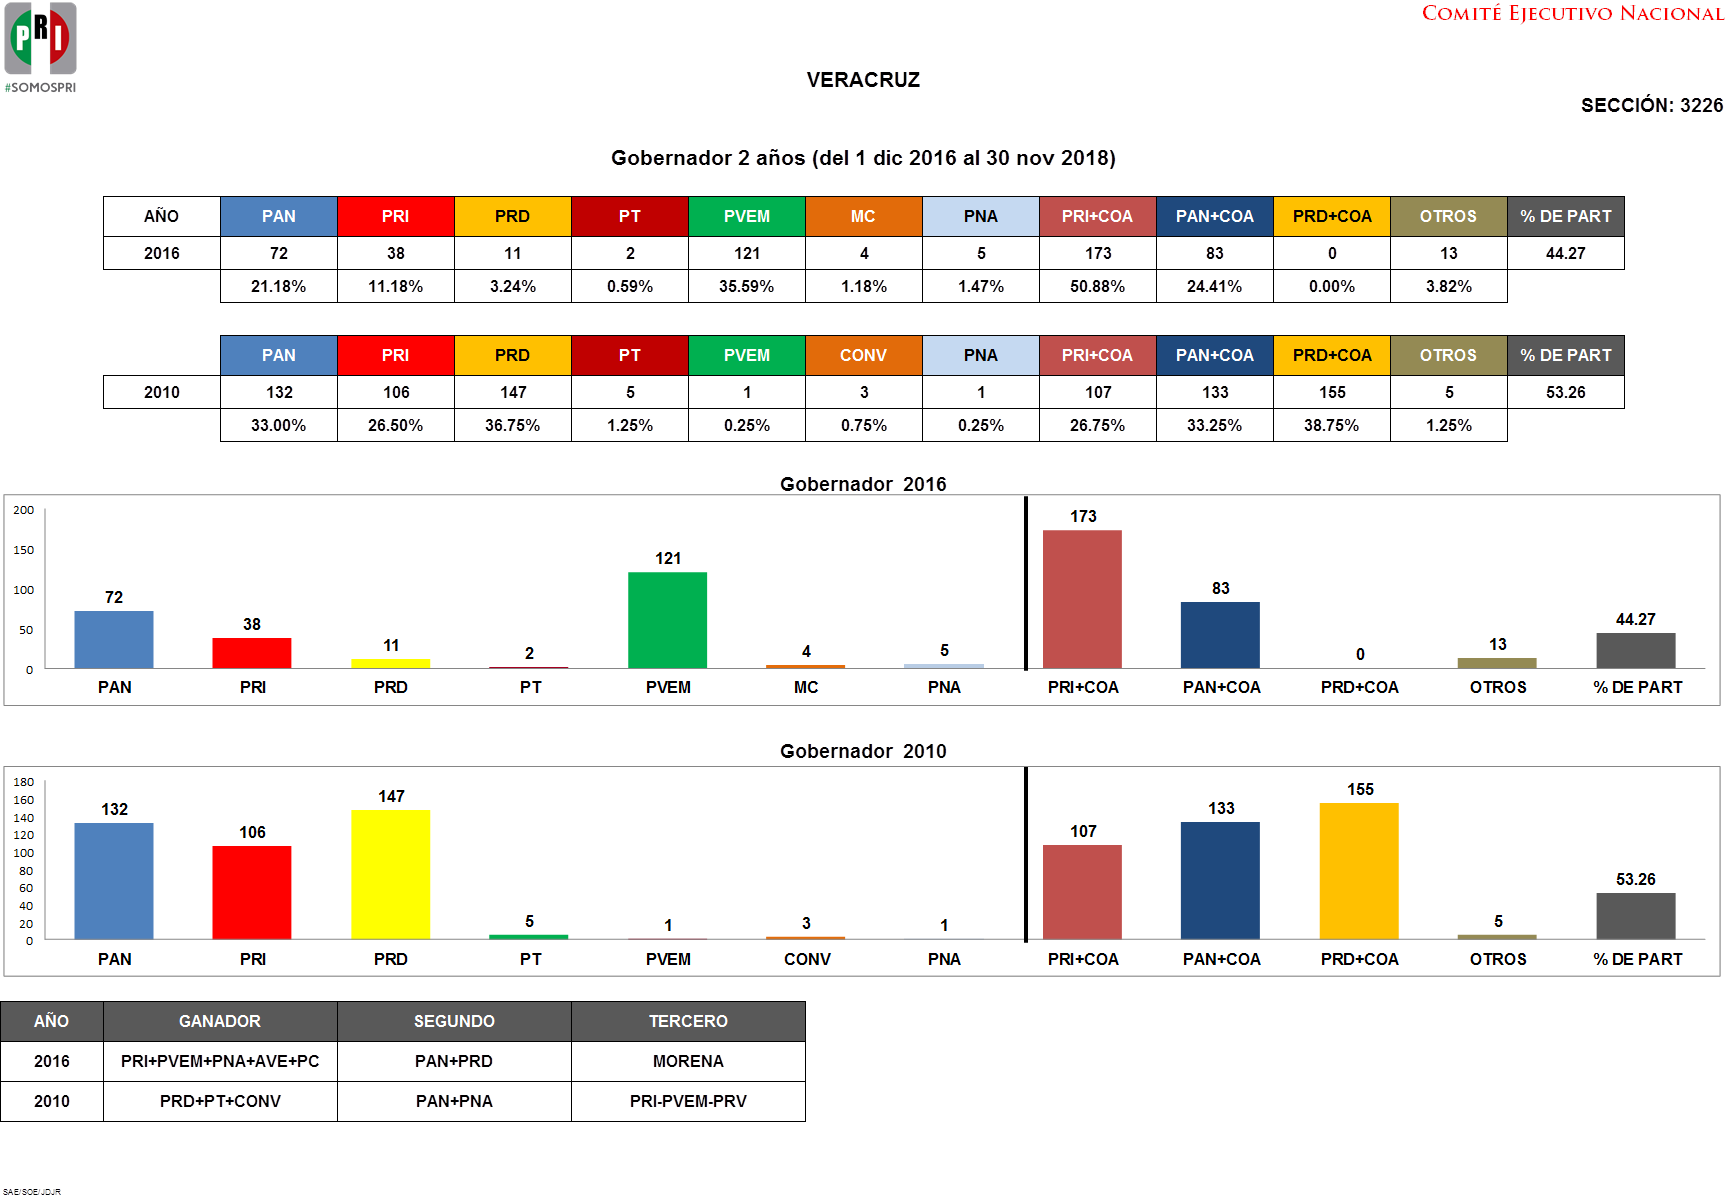 COMITÉ EJECUTIVO NACIONAL
PRI
#SOMOSPRI
VERACRUZ
SECCIÓN: 3226
Gobernador 2 años (del 1 dic 2016 al 30 nov 2018)
AÑO PAN PRI PRD PT PVEM MC PNA PRI+COA PAN+COA PRD+COA OTROS % DE PART
2016 72 38 11 2 121 4 5 173 83 0 13 44.27
21.18% 11.18% 3.24% 0.59% 35.59% 1.18% 1.47% 50.88% 24.41% 0.00% 3.82%
PAN PRI PRD PT PVEM CONV PNA PRI+COA PAN+COA PRD+COA OTROS % DE PART
2010 132 106 147 5 1 3 1 107 133 155 5 53.26
33.00% 26.50% 36.75% 1.25% 0.25% 0.75% 0.25% 26.75% 33.25% 38.75% 1.25%
Gobernador 2016
200
150
100
50
0
72 38 11 2 121 4 5 173 83 0 13 44.27
PAN PRI PRD PT PVEM MC PNA PRI+COA PAN+COA PRD+COA OTROS % DE PART
Gobernador 2010
180
160
140
120
100
80
60
40
20
0
132 106 147 5 1 3 1 107 133 155 5 53.26
PAN PRI PRD PT PVEM CONV PNA PRI+COA PAN+COA PRD+COA OTROS % DE PART
AÑO GANADOR SEGUNDO TERCERO
2016 PRI+PVEM+PNA+AVE+PC PAN+PRD MORENA
2010 PRD+PT+CONV PAN+PNA PRI-PVEM-PRV
SAE/SOE/JDJR